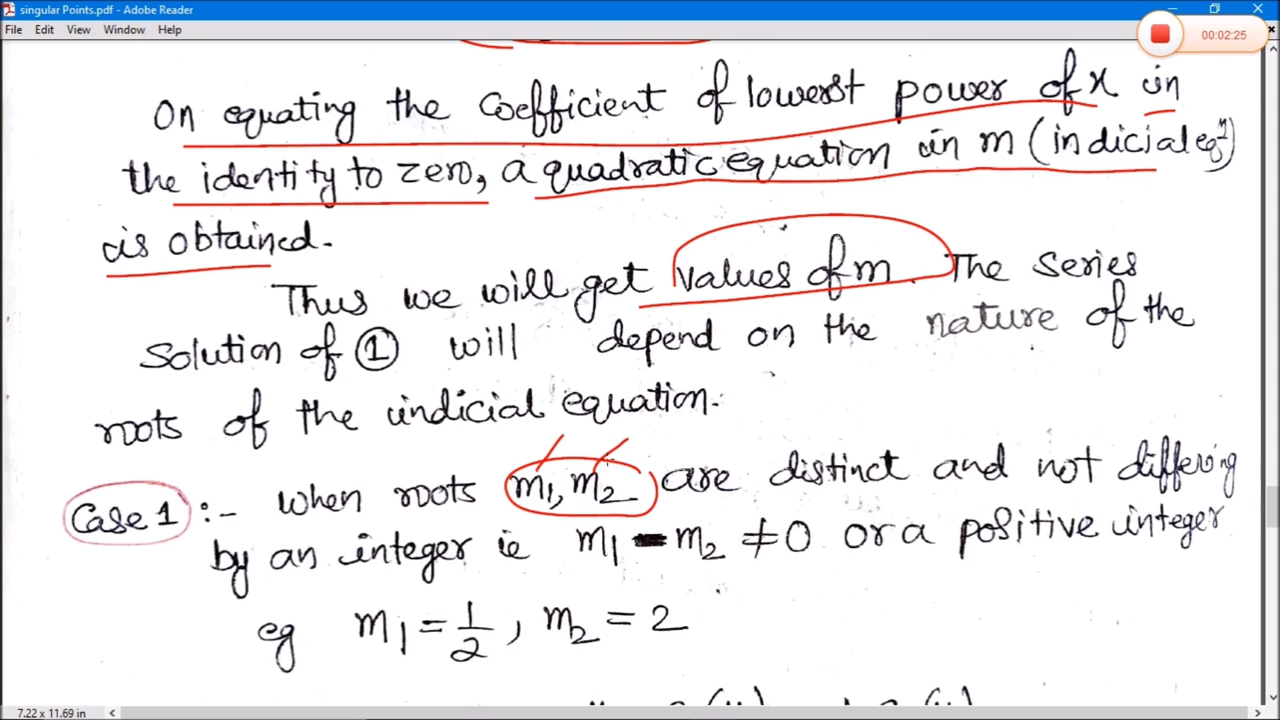 singular Points.pdf - Adobe Reader
File Edit View Window Help
00:02:25
On equating the coefficient of lowest power of x in
the identity to zero, a quadratic equation in m (indicial eqⁿ)
is obtained.
Thus we will get values of m. The series
solution of ① will depend on the nature of the
roots of the indicial equation.
Case 1 :- When roots m₁, m₂ are distinct and not differing
by an integer ie m₁ - m₂ ≠ 0 or a positive integer
eg m₁ = 1/2, m₂ = 2
7.22 x 11.69 in